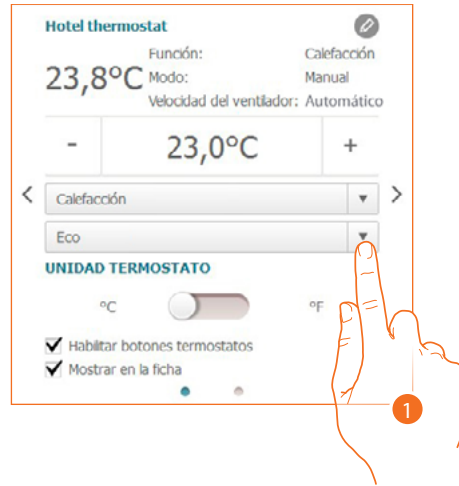 Hotel thermostat
23,8°C
Función: Calefacción
Modo: Manual
Velocidad del ventilador: Automático
- 23,0°C +
< Calefacción ▼ >
Eco ▼
UNIDAD TERMOSTATO
°C °F
Habilitar botones termostatos
Mostrar en la ficha
1